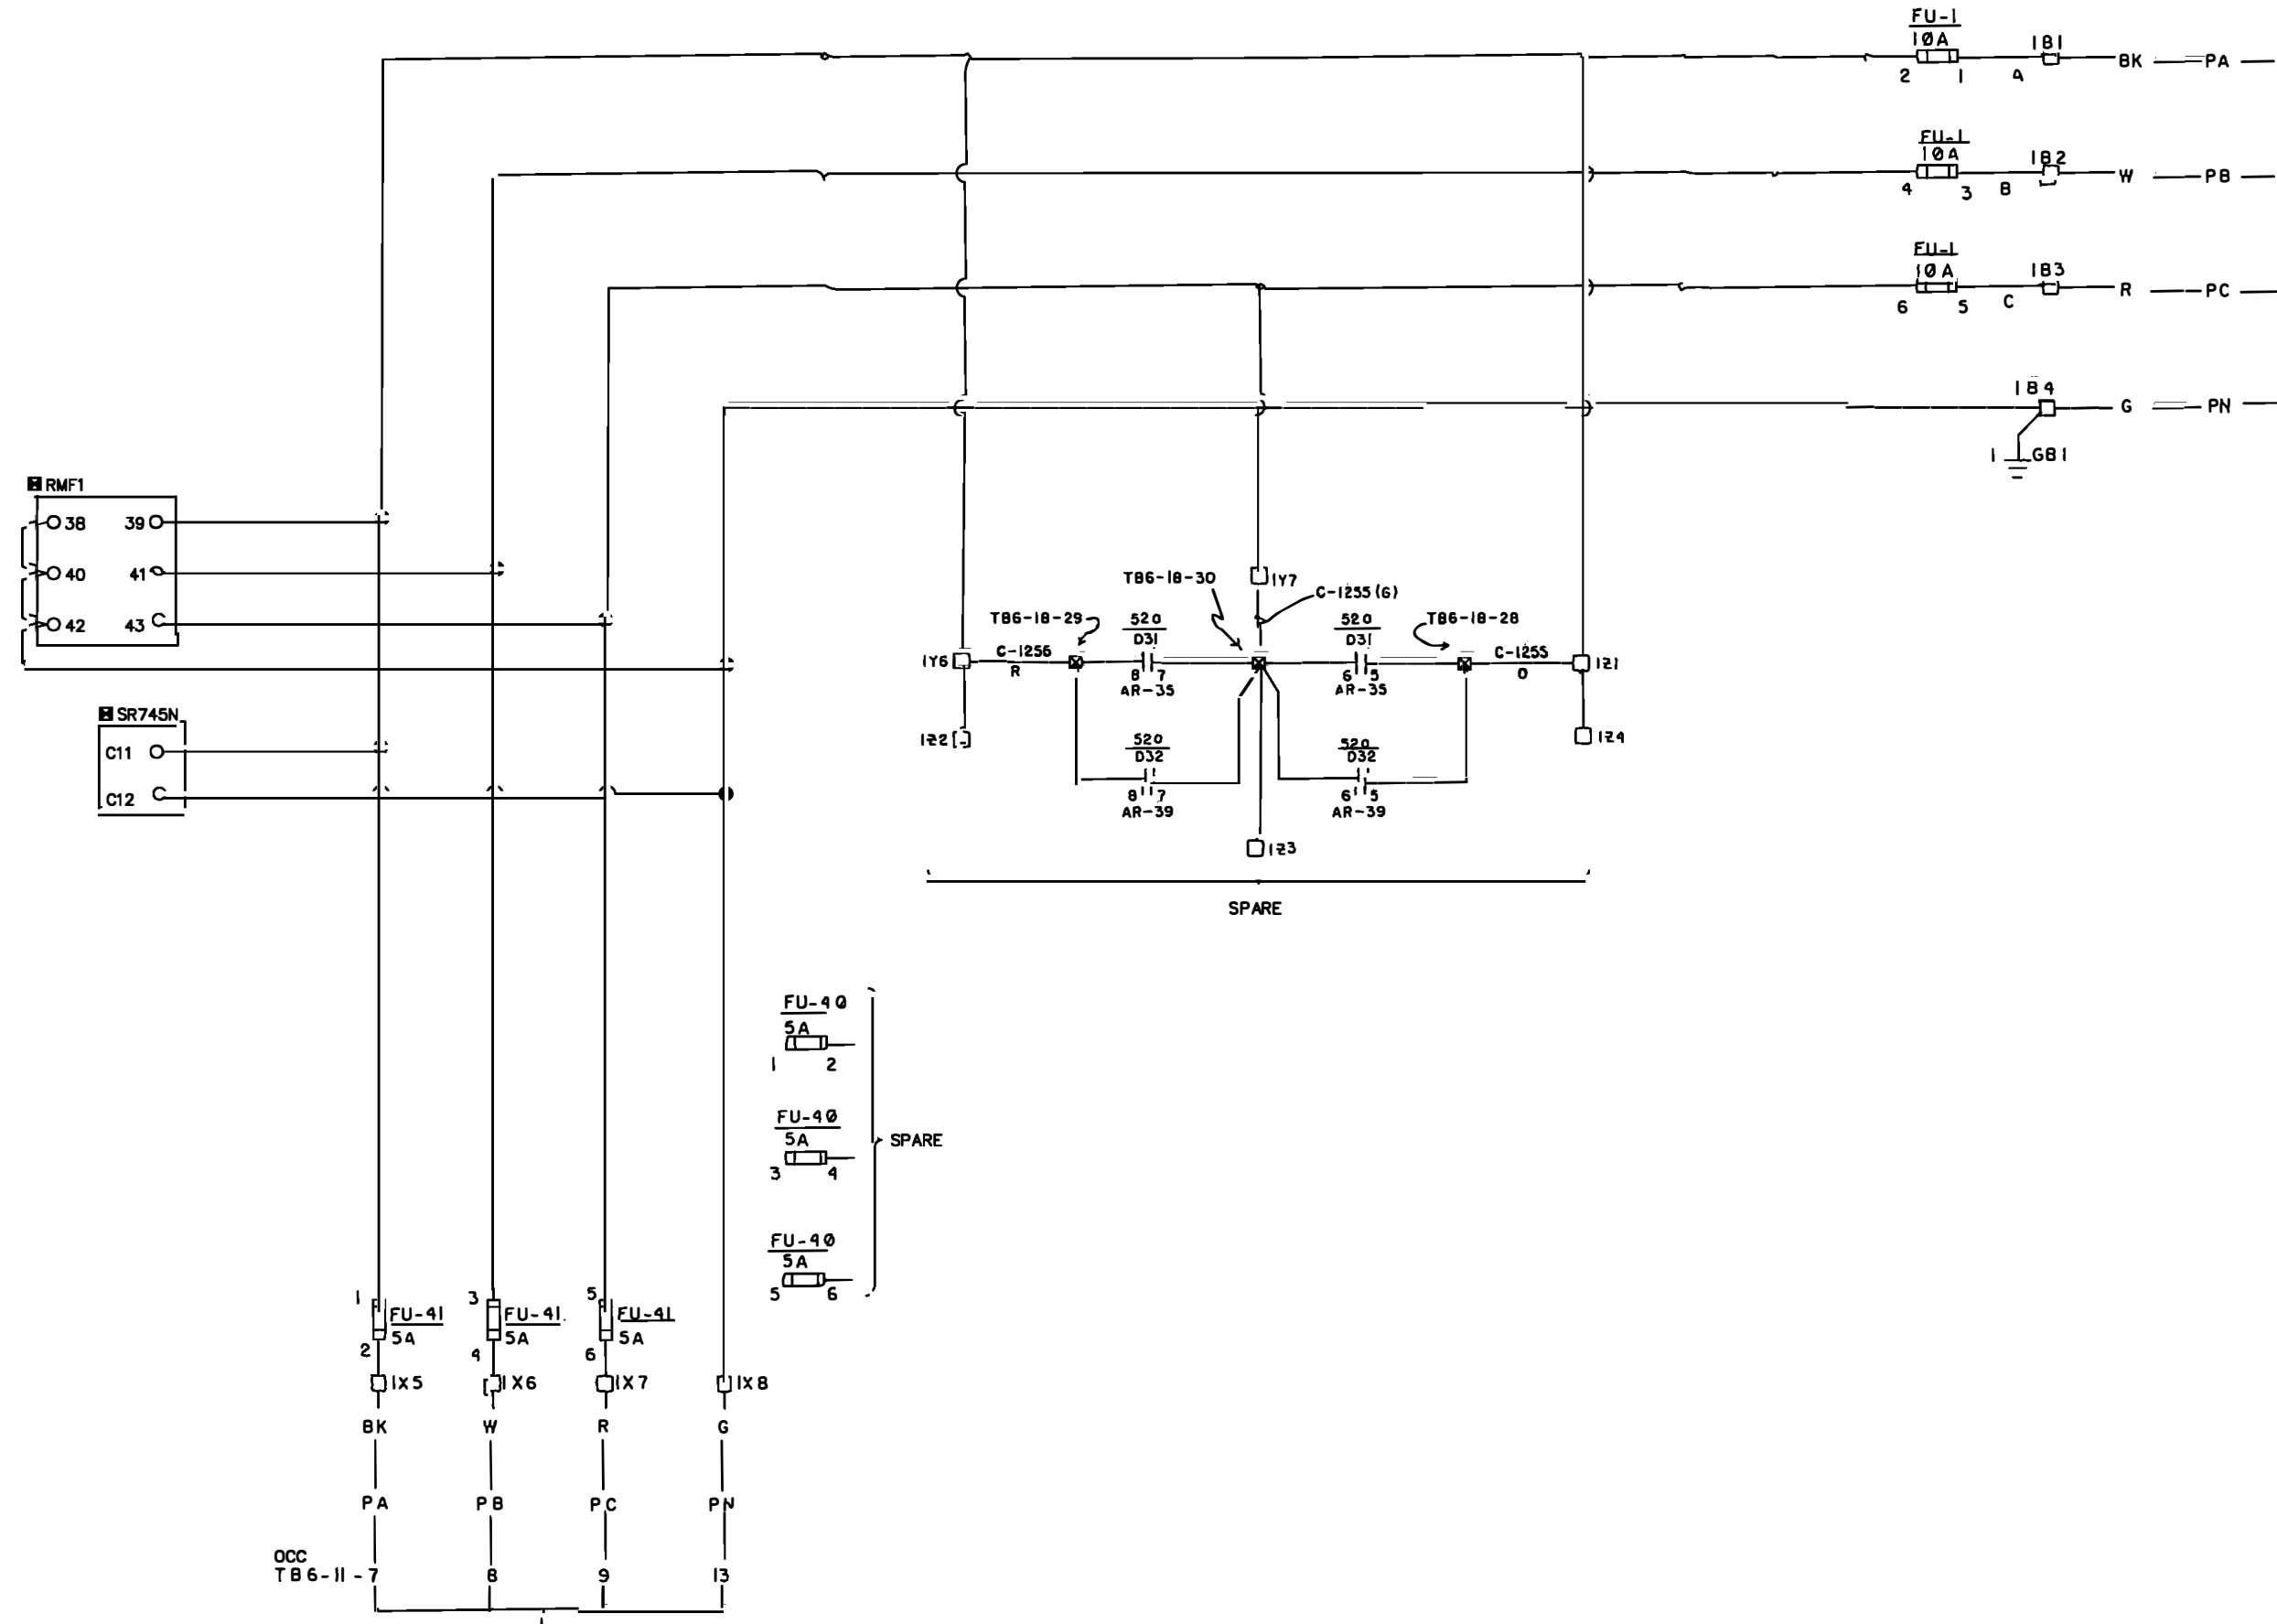 FU-1
10A
1B1
2 1 A
BK PA
FU-1
10A
1B2
4 3 B
W PB
FU-1
10A
1B3
6 5 C
R PC
1B4
G PN
1 GB1
RMF1
38 39
40 41
42 43
SR745N
C11
C12
TB6-18-30
1Y7
C-1255(G)
TB6-18-29
520
D31
520
D31
TB6-18-28
1Y6
C-1256
R
8 7
AR-35
6 5
AR-35
C-1255
O
1Z1
1Z2
520
D32
8 7
AR-39
520
D32
6 5
AR-39
1Z4
1Z3
SPARE
FU-40
5A
1 2
FU-40
5A
3 4
SPARE
FU-40
5A
5 6
1
FU-41
5A
2
3
FU-41
5A
4
5
FU-41
5A
6
1X5
1X6
1X7
1X8
BK W R G
PA PB PC PN
OCC
TB6-11-7 8 9 13